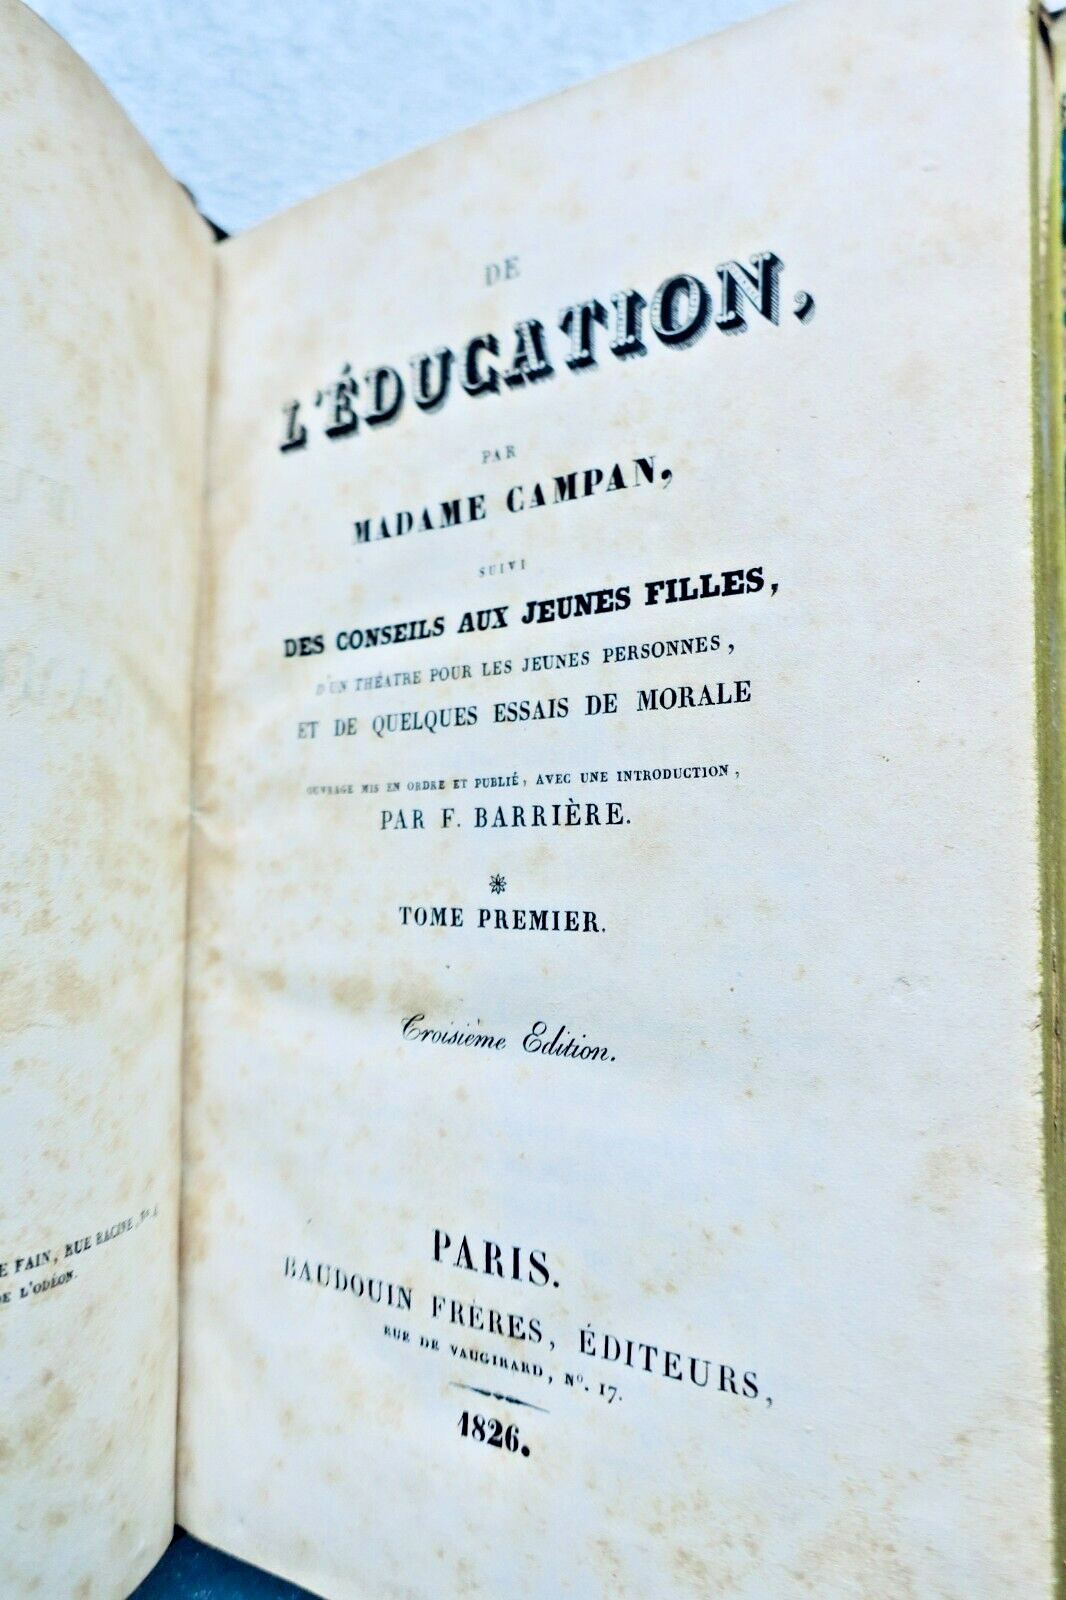 E FAIN, RUE RACINE, N° 4
DE L'ODÉON.
DE
L'ÉDUCATION,
PAR
MADAME CAMPAN,
SUIVI
DES CONSEILS AUX JEUNES FILLES,
D'UN THÉATRE POUR LES JEUNES PERSONNES,
ET DE QUELQUES ESSAIS DE MORALE
OUVRAGE MIS EN ORDRE ET PUBLIÉ, AVEC UNE INTRODUCTION,
PAR F. BARRIÈRE.
TOME PREMIER.
Troisième Edition.
PARIS.
BAUDOUIN FRÈRES, ÉDITEURS,
RUE DE VAUGIRARD, N°. 17.
1826.